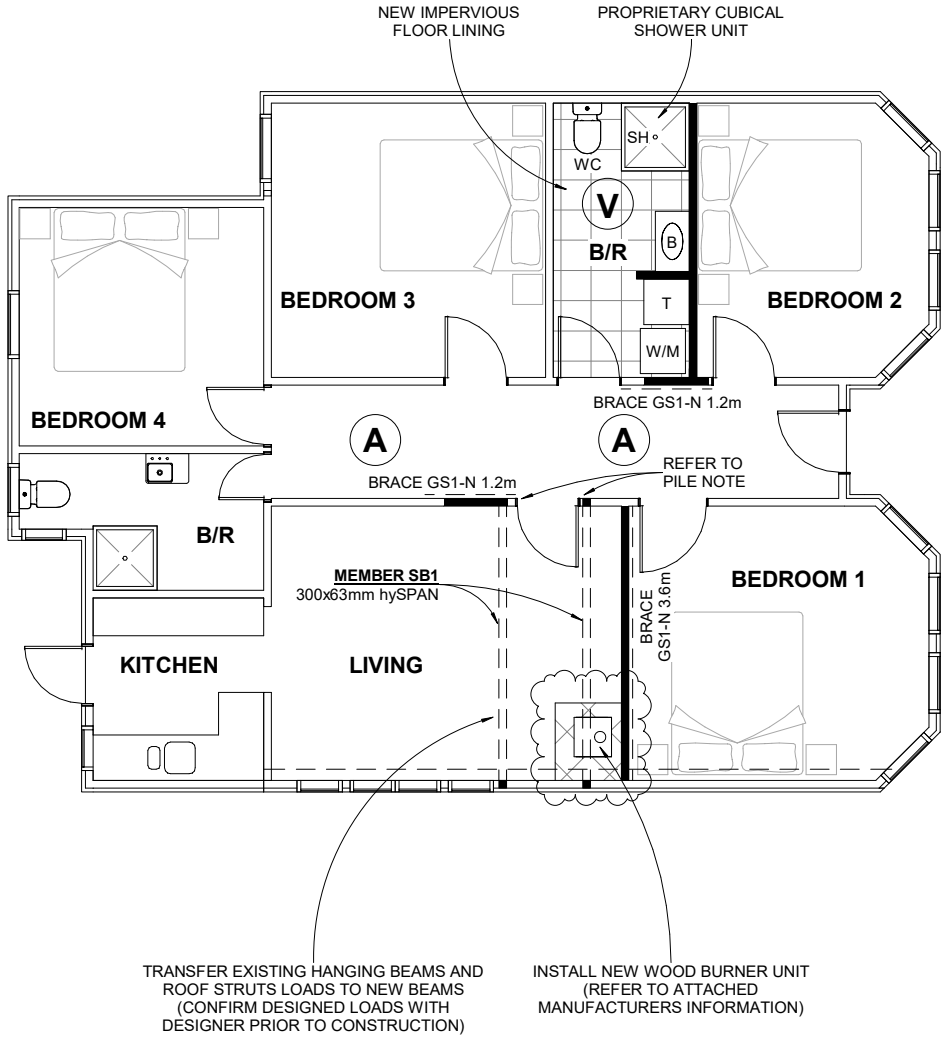 NEW IMPERVIOUS
FLOOR LINING
PROPRIETARY CUBICAL
SHOWER UNIT
SH
WC
V
B/R
B
BEDROOM 3
BEDROOM 2
T
W/M
BRACE GS1-N 1.2m
BEDROOM 4
A
A
REFER TO
PILE NOTE
BRACE GS1-N 1.2m
B/R
MEMBER SB1
300x63mm hySPAN
BEDROOM 1
BRACE
GS1-N 3.6m
KITCHEN
LIVING
TRANSFER EXISTING HANGING BEAMS AND
ROOF STRUTS LOADS TO NEW BEAMS
(CONFIRM DESIGNED LOADS WITH
DESIGNER PRIOR TO CONSTRUCTION)
INSTALL NEW WOOD BURNER UNIT
(REFER TO ATTACHED
MANUFACTURERS INFORMATION)